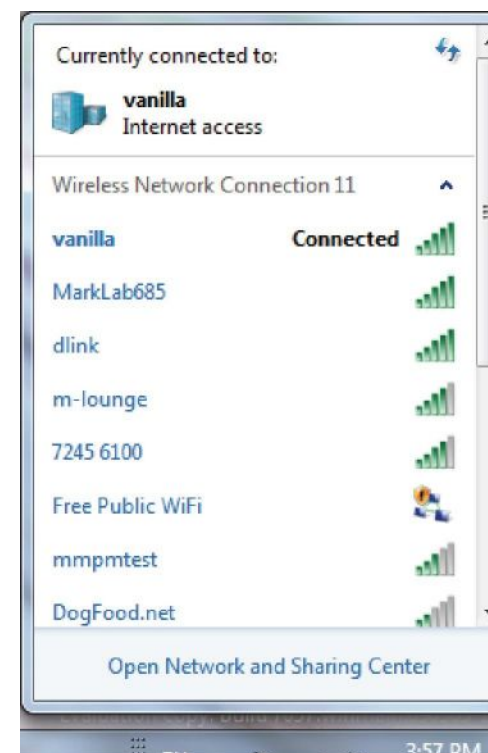 Currently connected to:
vanilla
Internet access
Wireless Network Connection 11
vanilla Connected
MarkLab685
dlink
m-lounge
7245 6100
Free Public WiFi
mmpmtest
DogFood.net
Open Network and Sharing Center
3:57 PM